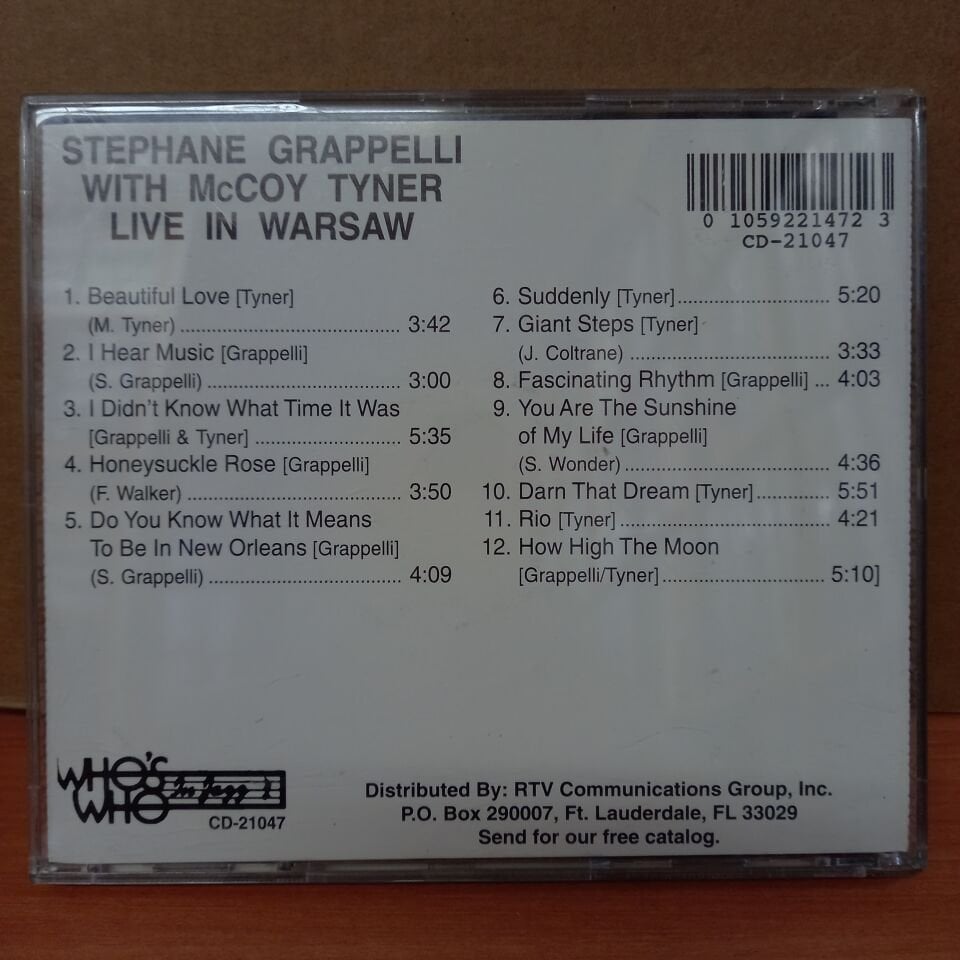 STEPHANE GRAPPELLI
WITH McCOY TYNER
LIVE IN WARSAW
0 1059221472 3
CD-21047
1. Beautiful Love [Tyner]
(M. Tyner) ........................................ 3:42
2. I Hear Music [Grappelli]
(S. Grappelli) ................................... 3:00
3. I Didn't Know What Time It Was
[Grappelli & Tyner] .......................... 5:35
4. Honeysuckle Rose [Grappelli]
(F. Walker) ....................................... 3:50
5. Do You Know What It Means
To Be In New Orleans [Grappelli]
(S. Grappelli) ................................... 4:09
6. Suddenly [Tyner]........................... 5:20
7. Giant Steps [Tyner]
(J. Coltrane) .................................... 3:33
8. Fascinating Rhythm [Grappelli] ... 4:03
9. You Are The Sunshine
of My Life [Grappelli]
(S. Wonder) ..................................... 4:36
10. Darn That Dream [Tyner]............. 5:51
11. Rio [Tyner] ..................................... 4:21
12. How High The Moon
[Grappelli/Tyner] ............................. 5:10]
WHO'S
WHO In Jazz
CD-21047
Distributed By: RTV Communications Group, Inc.
P.O. Box 290007, Ft. Lauderdale, FL 33029
Send for our free catalog.